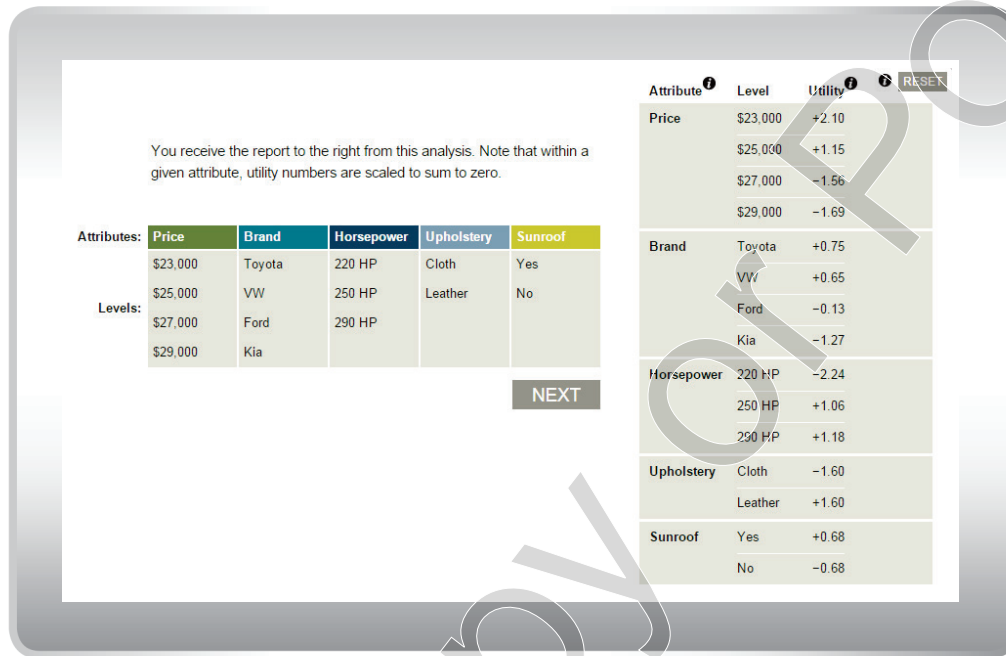 You receive the report to the right from this analysis. Note that within a
given attribute, utility numbers are scaled to sum to zero.
Attributes: Price Brand Horsepower Upholstery Sunroof
Levels:
$23,000 Toyota 220 HP Cloth Yes
$25,000 VW 250 HP Leather No
$27,000 Ford 290 HP
$29,000 Kia
NEXT
Attribute i Level Utility i i RESET
Price $23,000 +2.10
$25,000 +1.15
$27,000 −1.56
$29,000 −1.69
Brand Toyota +0.75
VW +0.65
Ford −0.13
Kia −1.27
Horsepower 220 HP −2.24
250 HP +1.06
290 HP +1.18
Upholstery Cloth −1.60
Leather +1.60
Sunroof Yes +0.68
No −0.68